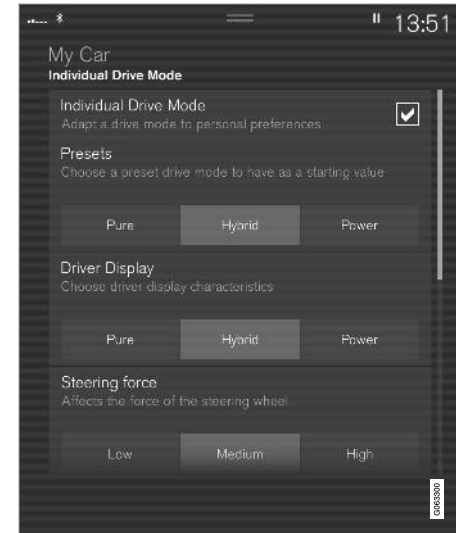 13:51
My Car
Individual Drive Mode
Individual Drive Mode
Adapt a drive mode to personal preferences
Presets
Choose a preset drive mode to have as a starting value
Pure Hybrid Power
Driver Display
Choose driver display characteristics
Pure Hybrid Power
Steering force
Affects the force of the steering wheel
Low Medium High
G063300